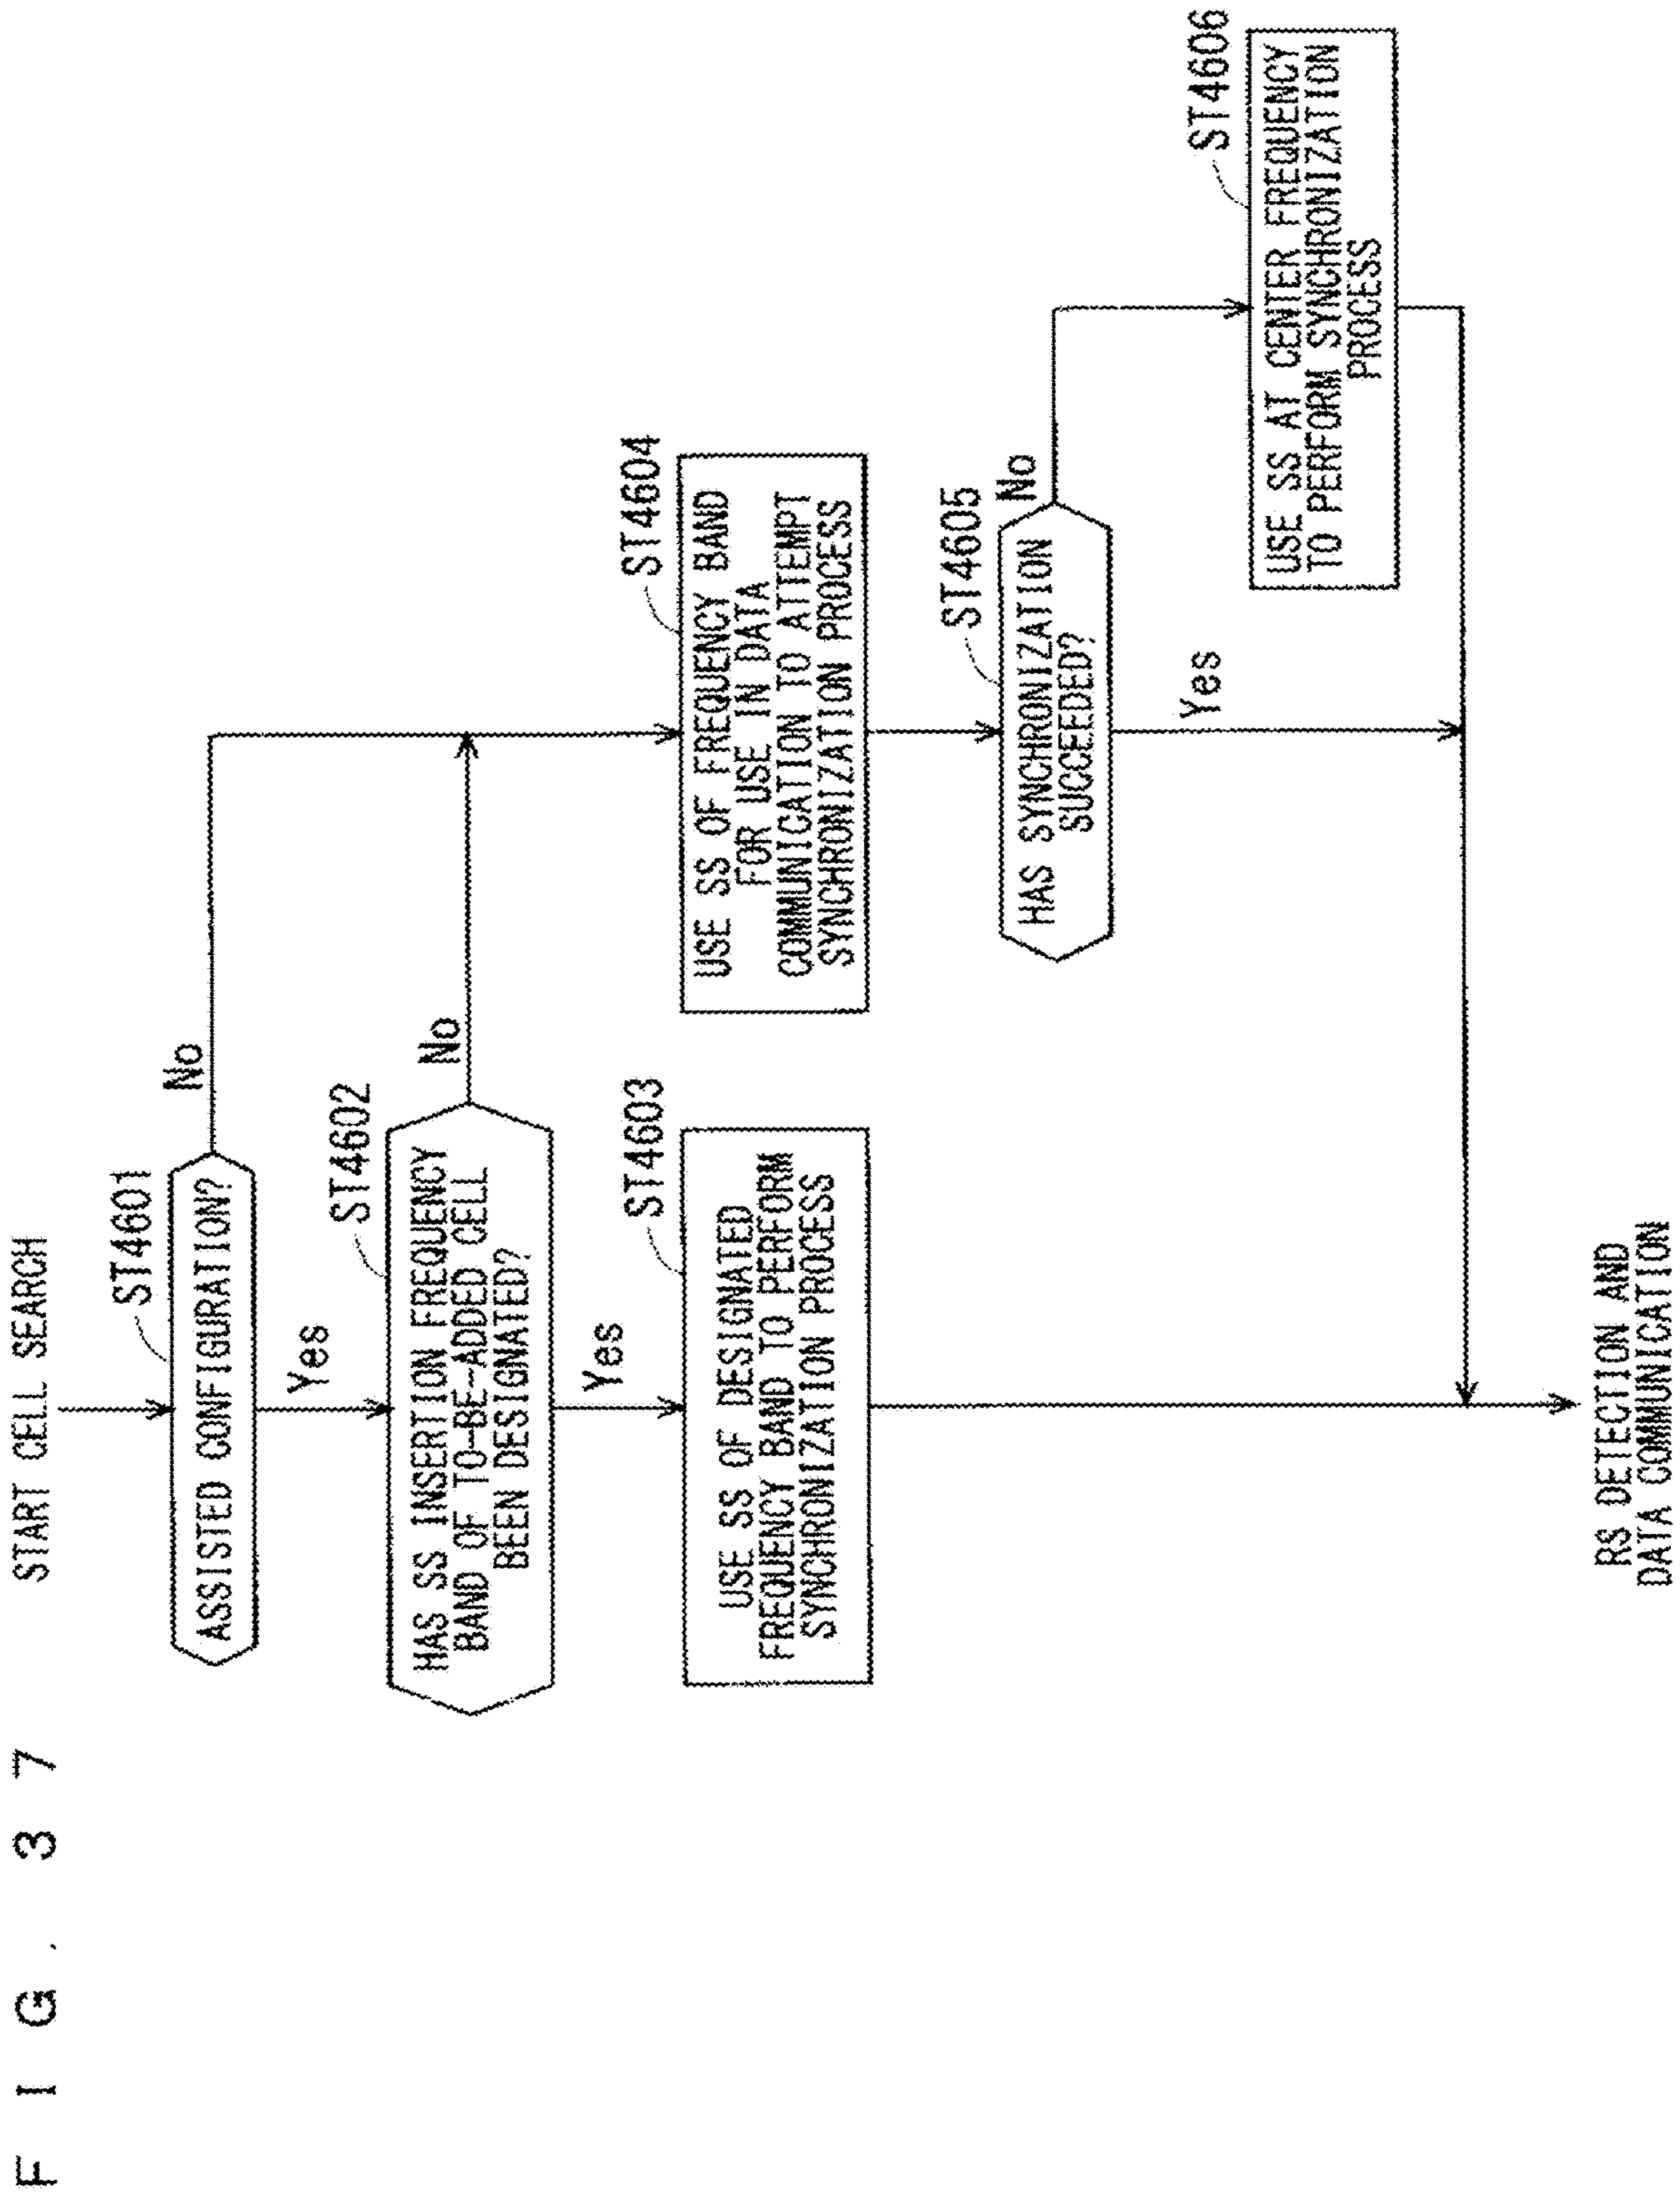 F I G. 3 7
START CELL SEARCH
ST4601
ASSISTED CONFIGURATION?
No
Yes
ST4602
HAS SS INSERTION FREQUENCY
BAND OF TO-BE-ADDED CELL
BEEN DESIGNATED?
No
Yes
ST4603
USE SS OF DESIGNATED
FREQUENCY BAND TO PERFORM
SYNCHRONIZATION PROCESS
ST4604
USE SS OF FREQUENCY BAND
FOR USE IN DATA
COMMUNICATION TO ATTEMPT
SYNCHRONIZATION PROCESS
ST4605
HAS SYNCHRONIZATION
SUCCEEDED?
No
Yes
ST4606
USE SS AT CENTER FREQUENCY
TO PERFORM SYNCHRONIZATION
PROCESS
RS DETECTION AND
DATA COMMUNICATION